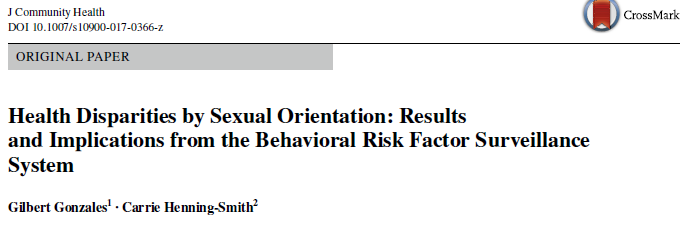 J Community Health
DOI 10.1007/s10900-017-0366-z
CrossMark
ORIGINAL PAPER
Health Disparities by Sexual Orientation: Results
and Implications from the Behavioral Risk Factor Surveillance
System
Gilbert Gonzales1 · Carrie Henning-Smith2